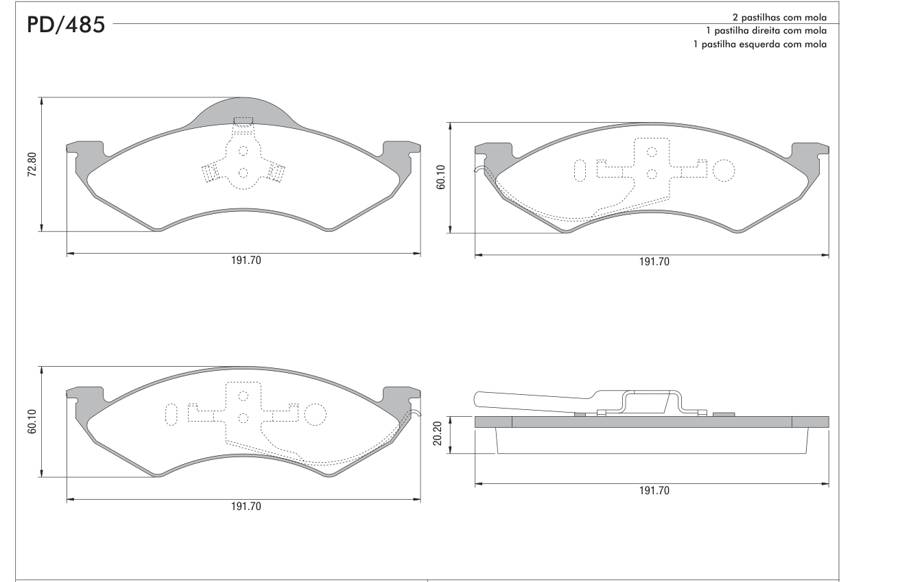 PD/485
2 pastilhas com mola
1 pastilha direita com mola
1 pastilha esquerda com mola
72.80
191.70
60.10
191.70
60.10
191.70
20.20
191.70